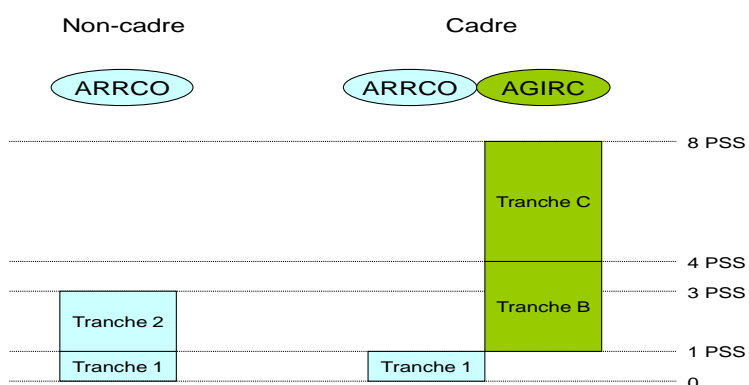 Non-cadre
Cadre
ARRCO
ARRCO
AGIRC
8 PSS
Tranche C
4 PSS
3 PSS
Tranche B
Tranche 2
1 PSS
Tranche 1
Tranche 1
0